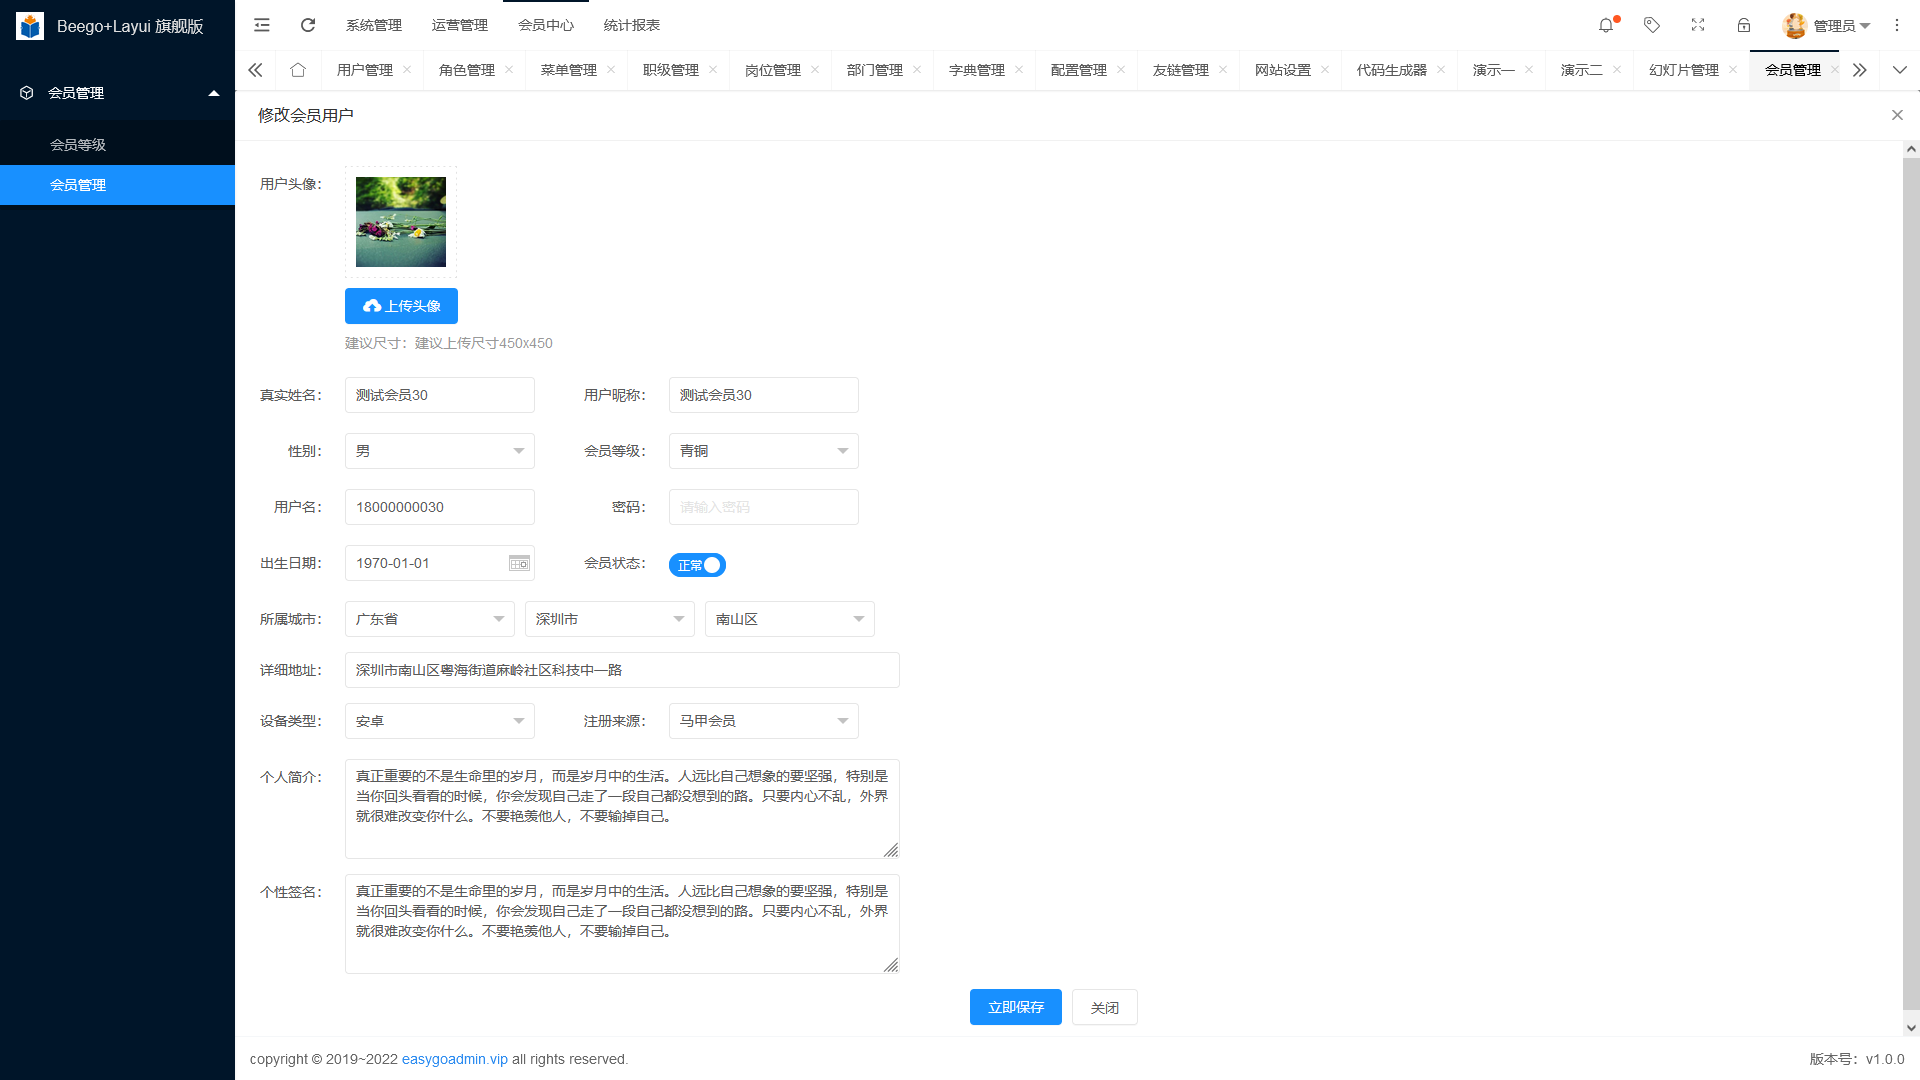 Beego+Layui 旗舰版
系统管理 运营管理 会员中心 统计报表
管理员
用户管理 角色管理 菜单管理 职级管理 岗位管理 部门管理 字典管理 配置管理 友链管理 网站设置 代码生成器 演示一 演示二 幻灯片管理 会员管理
会员管理
会员等级
会员管理
修改会员用户
用户头像：
上传头像
建议尺寸：建议上传尺寸450x450
真实姓名： 测试会员30 用户昵称： 测试会员30
性别： 男 会员等级： 青铜
用户名： 18000000030 密码： 请输入密码
出生日期： 1970-01-01 会员状态： 正常
所属城市： 广东省 深圳市 南山区
详细地址： 深圳市南山区粤海街道麻岭社区科技中一路
设备类型： 安卓 注册来源： 马甲会员
个人简介： 真正重要的不是生命里的岁月，而是岁月中的生活。人远比自己想象的要坚强，特别是
当你回头看看的时候，你会发现自己走了一段自己都没想到的路。只要内心不乱，外界
就很难改变你什么。不要艳羡他人，不要输掉自己。
个性签名： 真正重要的不是生命里的岁月，而是岁月中的生活。人远比自己想象的要坚强，特别是
当你回头看看的时候，你会发现自己走了一段自己都没想到的路。只要内心不乱，外界
就很难改变你什么。不要艳羡他人，不要输掉自己。
立即保存 关闭
copyright © 2019~2022 easygoadmin.vip all rights reserved.
版本号：v1.0.0